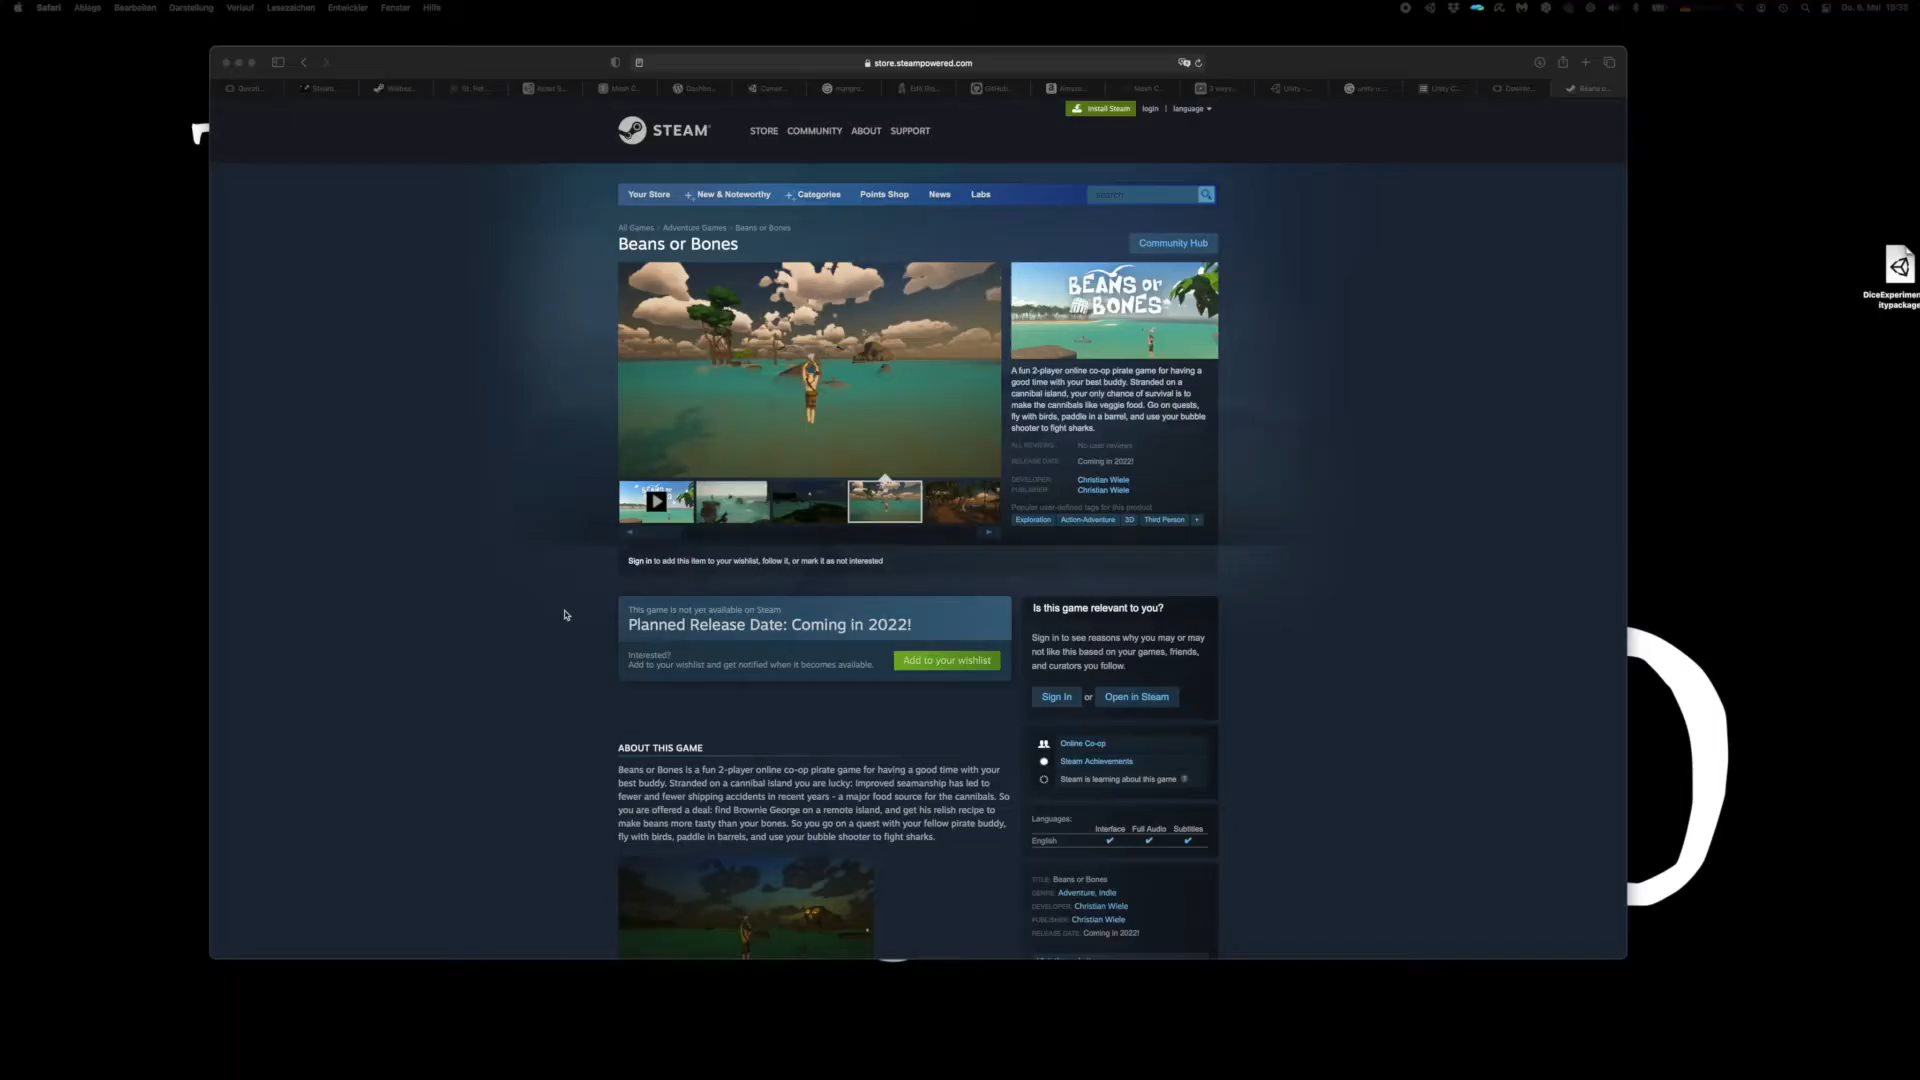 Safari Ablage Bearbeiten Darstellung Verlauf Lesezeichen Entwickler Fenster Hilfe
store.steampowered.com
Install Steam login | language
STEAM
STORE COMMUNITY ABOUT SUPPORT
Your Store New & Noteworthy Categories Points Shop News Labs
search
All Games Adventure Games Beans or Bones
Beans or Bones
Community Hub
BEANS or
BONES
A fun 2-player online co-op pirate game for having a
good time with your best buddy. Stranded on a
cannibal island, your only chance of survival is to
make the cannibals like veggie food. Go on quests,
fly with birds, paddle in a barrel, and use your bubble
shooter to fight sharks.
ALL REVIEWS: No user reviews
RELEASE DATE: Coming in 2022!
DEVELOPER: Christian Wiele
PUBLISHER: Christian Wiele
Popular user-defined tags for this product:
Exploration Action-Adventure 3D Third Person +
Sign in to add this item to your wishlist, follow it, or mark it as not interested
This game is not yet available on Steam
Planned Release Date: Coming in 2022!
Interested?
Add to your wishlist and get notified when it becomes available.
Add to your wishlist
Is this game relevant to you?
Sign in to see reasons why you may or may
not like this based on your games, friends,
and curators you follow.
Sign In or Open in Steam
Online Co-op
Steam Achievements
Steam is learning about this game ?
ABOUT THIS GAME
Beans or Bones is a fun 2-player online co-op pirate game for having a good time with your
best buddy. Stranded on a cannibal island you are lucky: Improved seamanship has led to
fewer and fewer shipping accidents in recent years - a major food source for the cannibals. So
you are offered a deal: find Brownie George on a remote island, and get his relish recipe to
make beans more tasty than your bones. So you go on a quest with your fellow pirate buddy,
fly with birds, paddle in barrels, and use your bubble shooter to fight sharks.
Languages:
Interface Full Audio Subtitles
English ✔ ✔ ✔
TITLE: Beans or Bones
GENRE: Adventure, Indie
DEVELOPER: Christian Wiele
PUBLISHER: Christian Wiele
RELEASE DATE: Coming in 2022!
DiceExperimen
itypackage